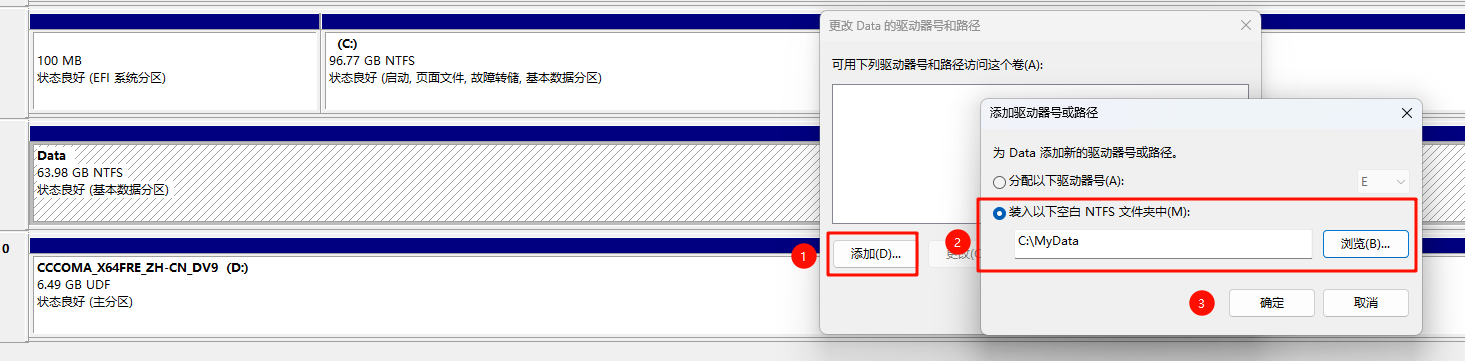 100 MB
状态良好 (EFI 系统分区)
(C:)
96.77 GB NTFS
状态良好 (启动, 页面文件, 故障转储, 基本数据分区)
Data
63.98 GB NTFS
状态良好 (基本数据分区)
0
CCCOMA_X64FRE_ZH-CN_DV9 (D:)
6.49 GB UDF
状态良好 (主分区)
更改 Data 的驱动器号和路径
可用下列驱动器号和路径访问这个卷(A):
1
添加(D)...
更改(C
添加驱动器号或路径
为 Data 添加新的驱动器号或路径。
分配以下驱动器号(A):
E
2
装入以下空白 NTFS 文件夹中(M):
C:\MyData
浏览(B)...
3
确定
取消